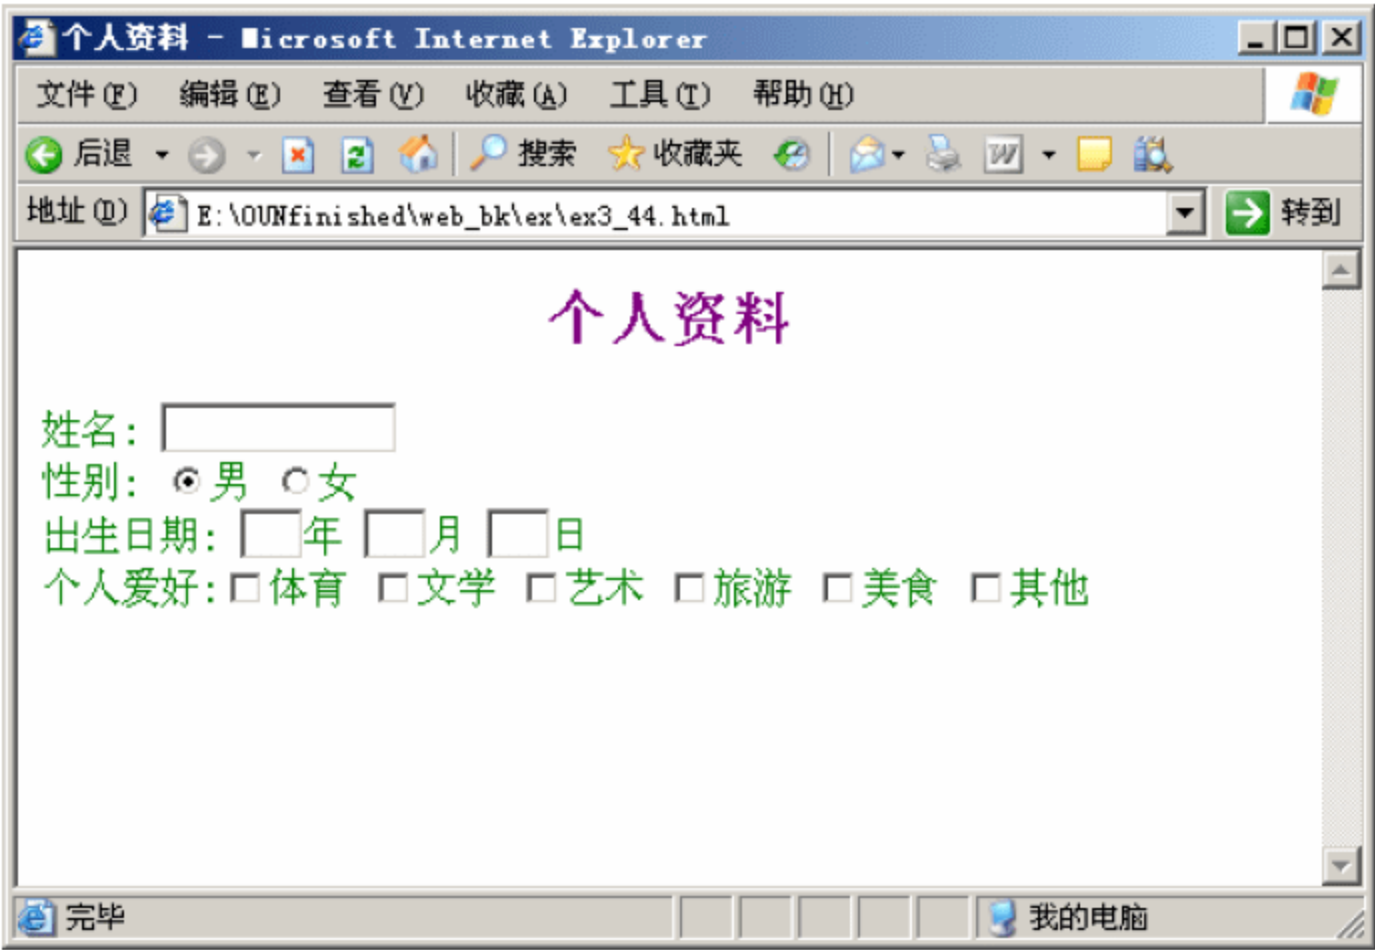 个人资料 - Microsoft Internet Explorer
文件(F) 编辑(E) 查看(V) 收藏(A) 工具(T) 帮助(H)
后退 搜索 收藏夹
地址(D) E:\OUNfinished\web_bk\ex\ex3_44.html 转到
个人资料
姓名:
性别: 男 女
出生日期: 年 月 日
个人爱好: 体育 文学 艺术 旅游 美食 其他
完毕 我的电脑